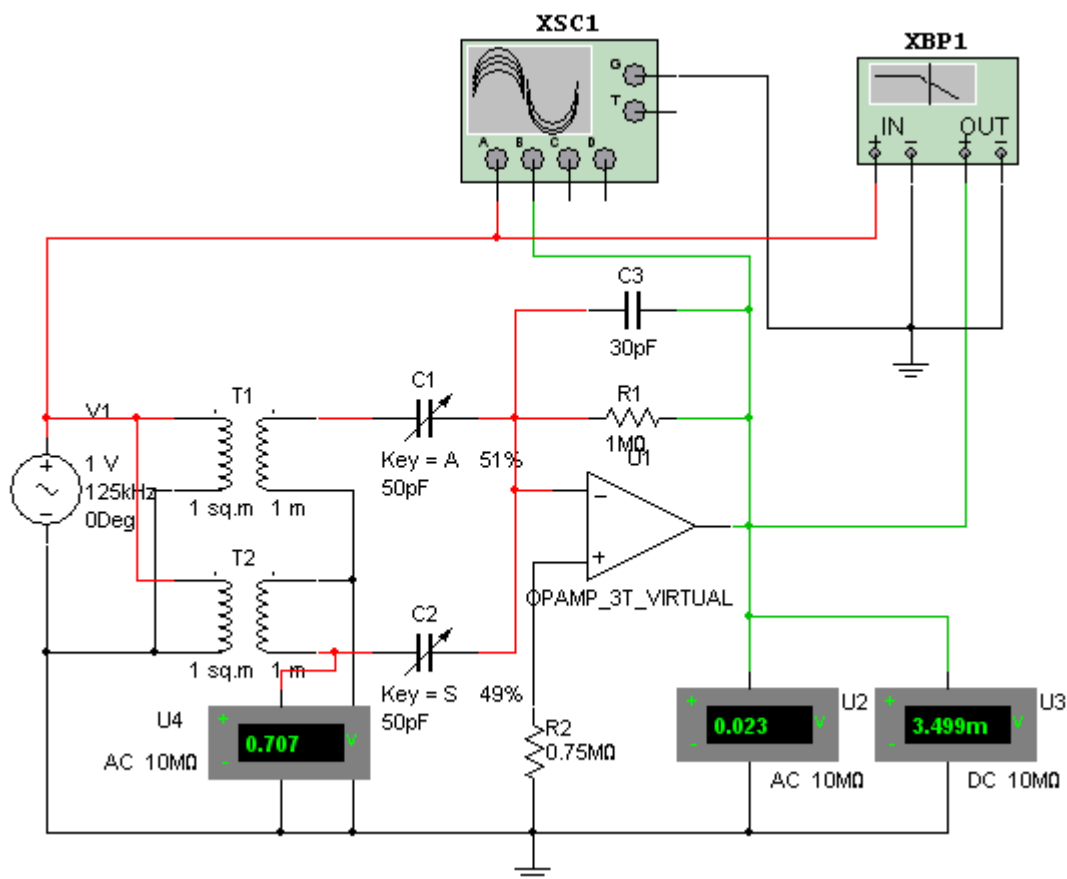 XSC1
XBP1
G
T
A B C D
IN OUT
+ - + -
C3
30pF
V1
T1
C1
R1
1MΩ
Key = A 51%
50pF
U1
+
1 V
125kHz
0Deg
-
1 sq.m 1 m
T2
C2
OPAMP_3T_VIRTUAL
1 sq.m 1 m
Key = S 49%
50pF
U4
+ 0.707 V
-
AC 10MΩ
R2
0.75MΩ
+ 0.023 V
-
U2
AC 10MΩ
+ 3.499m V
-
U3
DC 10MΩ